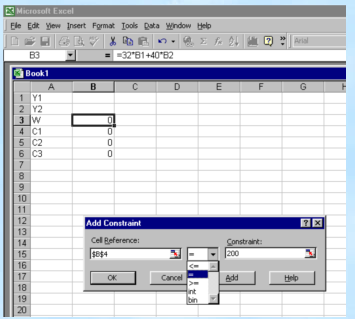 Microsoft Excel
File Edit View Insert Format Tools Data Window Help
Arial
B3 = =32*B1+40*B2
Book1
A B C D E F G
1 Y1
2 Y2
3 W 0
4 C1 0
5 C2 0
6 C3 0
7
8
9
10
11
12
13
14
15
16
17
18
19
20
Add Constraint
Cell Reference: Constraint:
$B$4 = 200
OK Cancel Add Help
<=
=
>=
int
bin